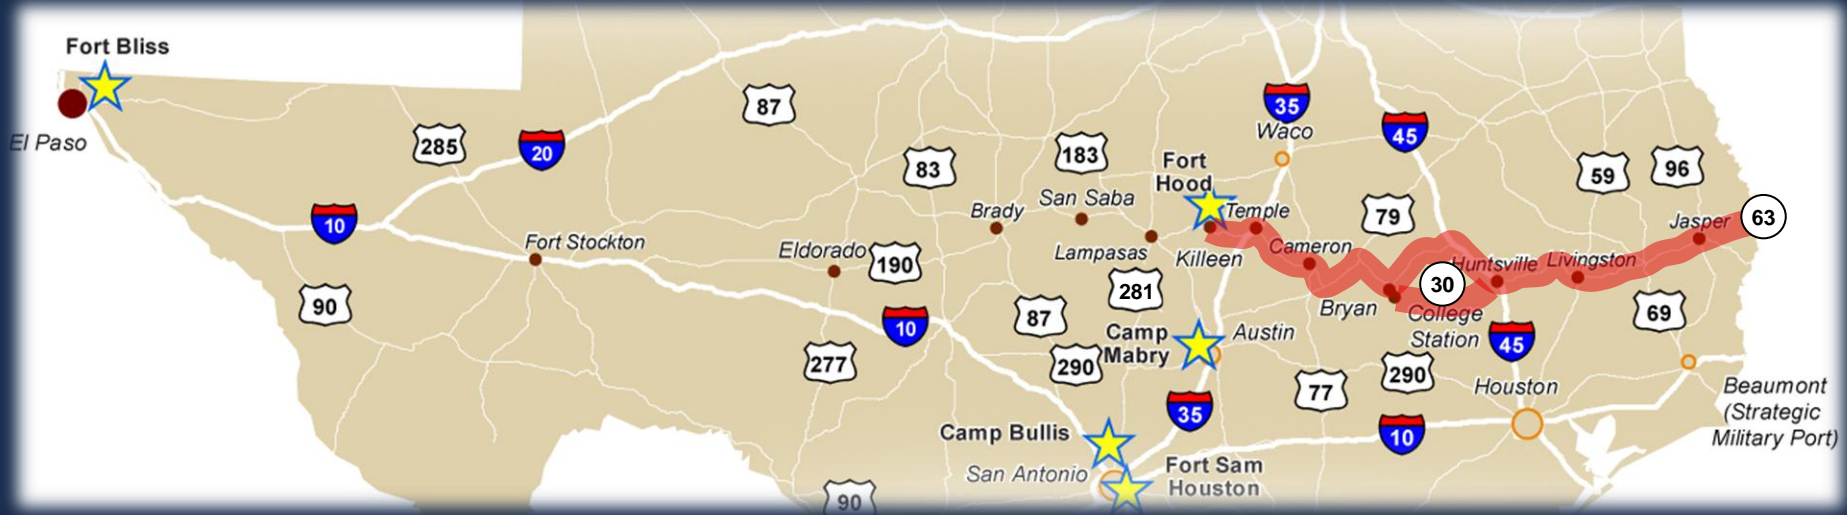 Fort Bliss
El Paso
285
20
87
10
90
Fort Stockton
Eldorado
190
277
10
90
83
183
Brady
San Saba
Lampasas
281
87
290
Fort
Hood
Killeen
Temple
35
Waco
45
79
Cameron
Bryan
30
College
Station
Huntsville
Livingston
59
96
Jasper
63
69
45
Camp
Mabry
Austin
35
77
290
10
Houston
Beaumont
(Strategic
Military Port)
Camp Bullis
San Antonio
Fort Sam
Houston